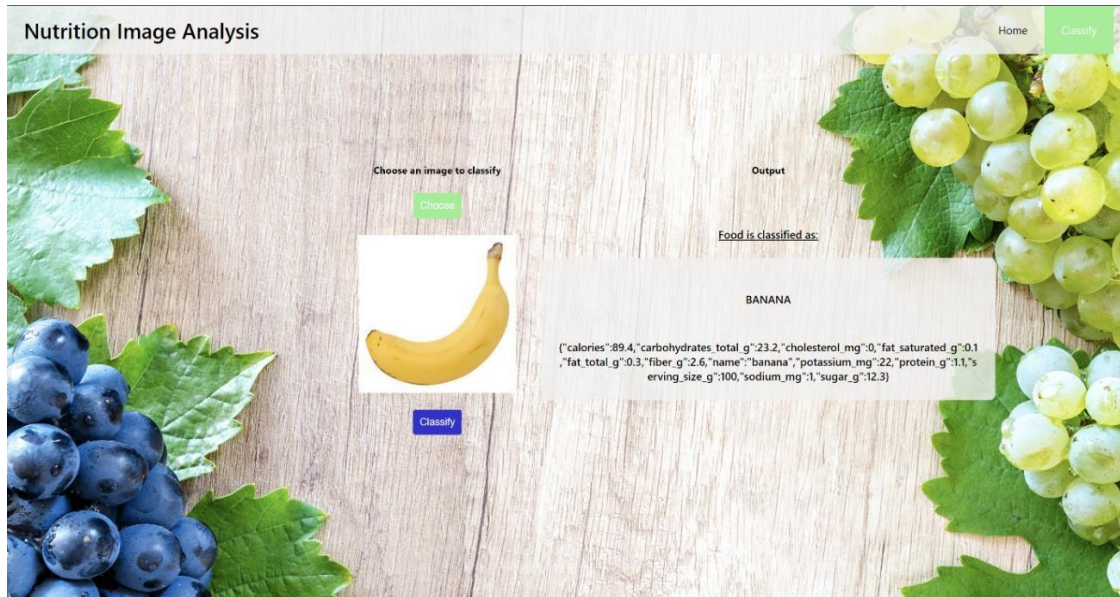 Nutrition Image Analysis
Home
Classify
Choose an image to classify
Choose
Classify
Output
Food is classified as:
BANANA
{"calories":89.4,"carbohydrates_total_g":23.2,"cholesterol_mg":0,"fat_saturated_g":0.1
,"fat_total_g":0.3,"fiber_g":2.6,"name":"banana","potassium_mg":22,"protein_g":1.1,"s
erving_size_g":100,"sodium_mg":1,"sugar_g":12.3}